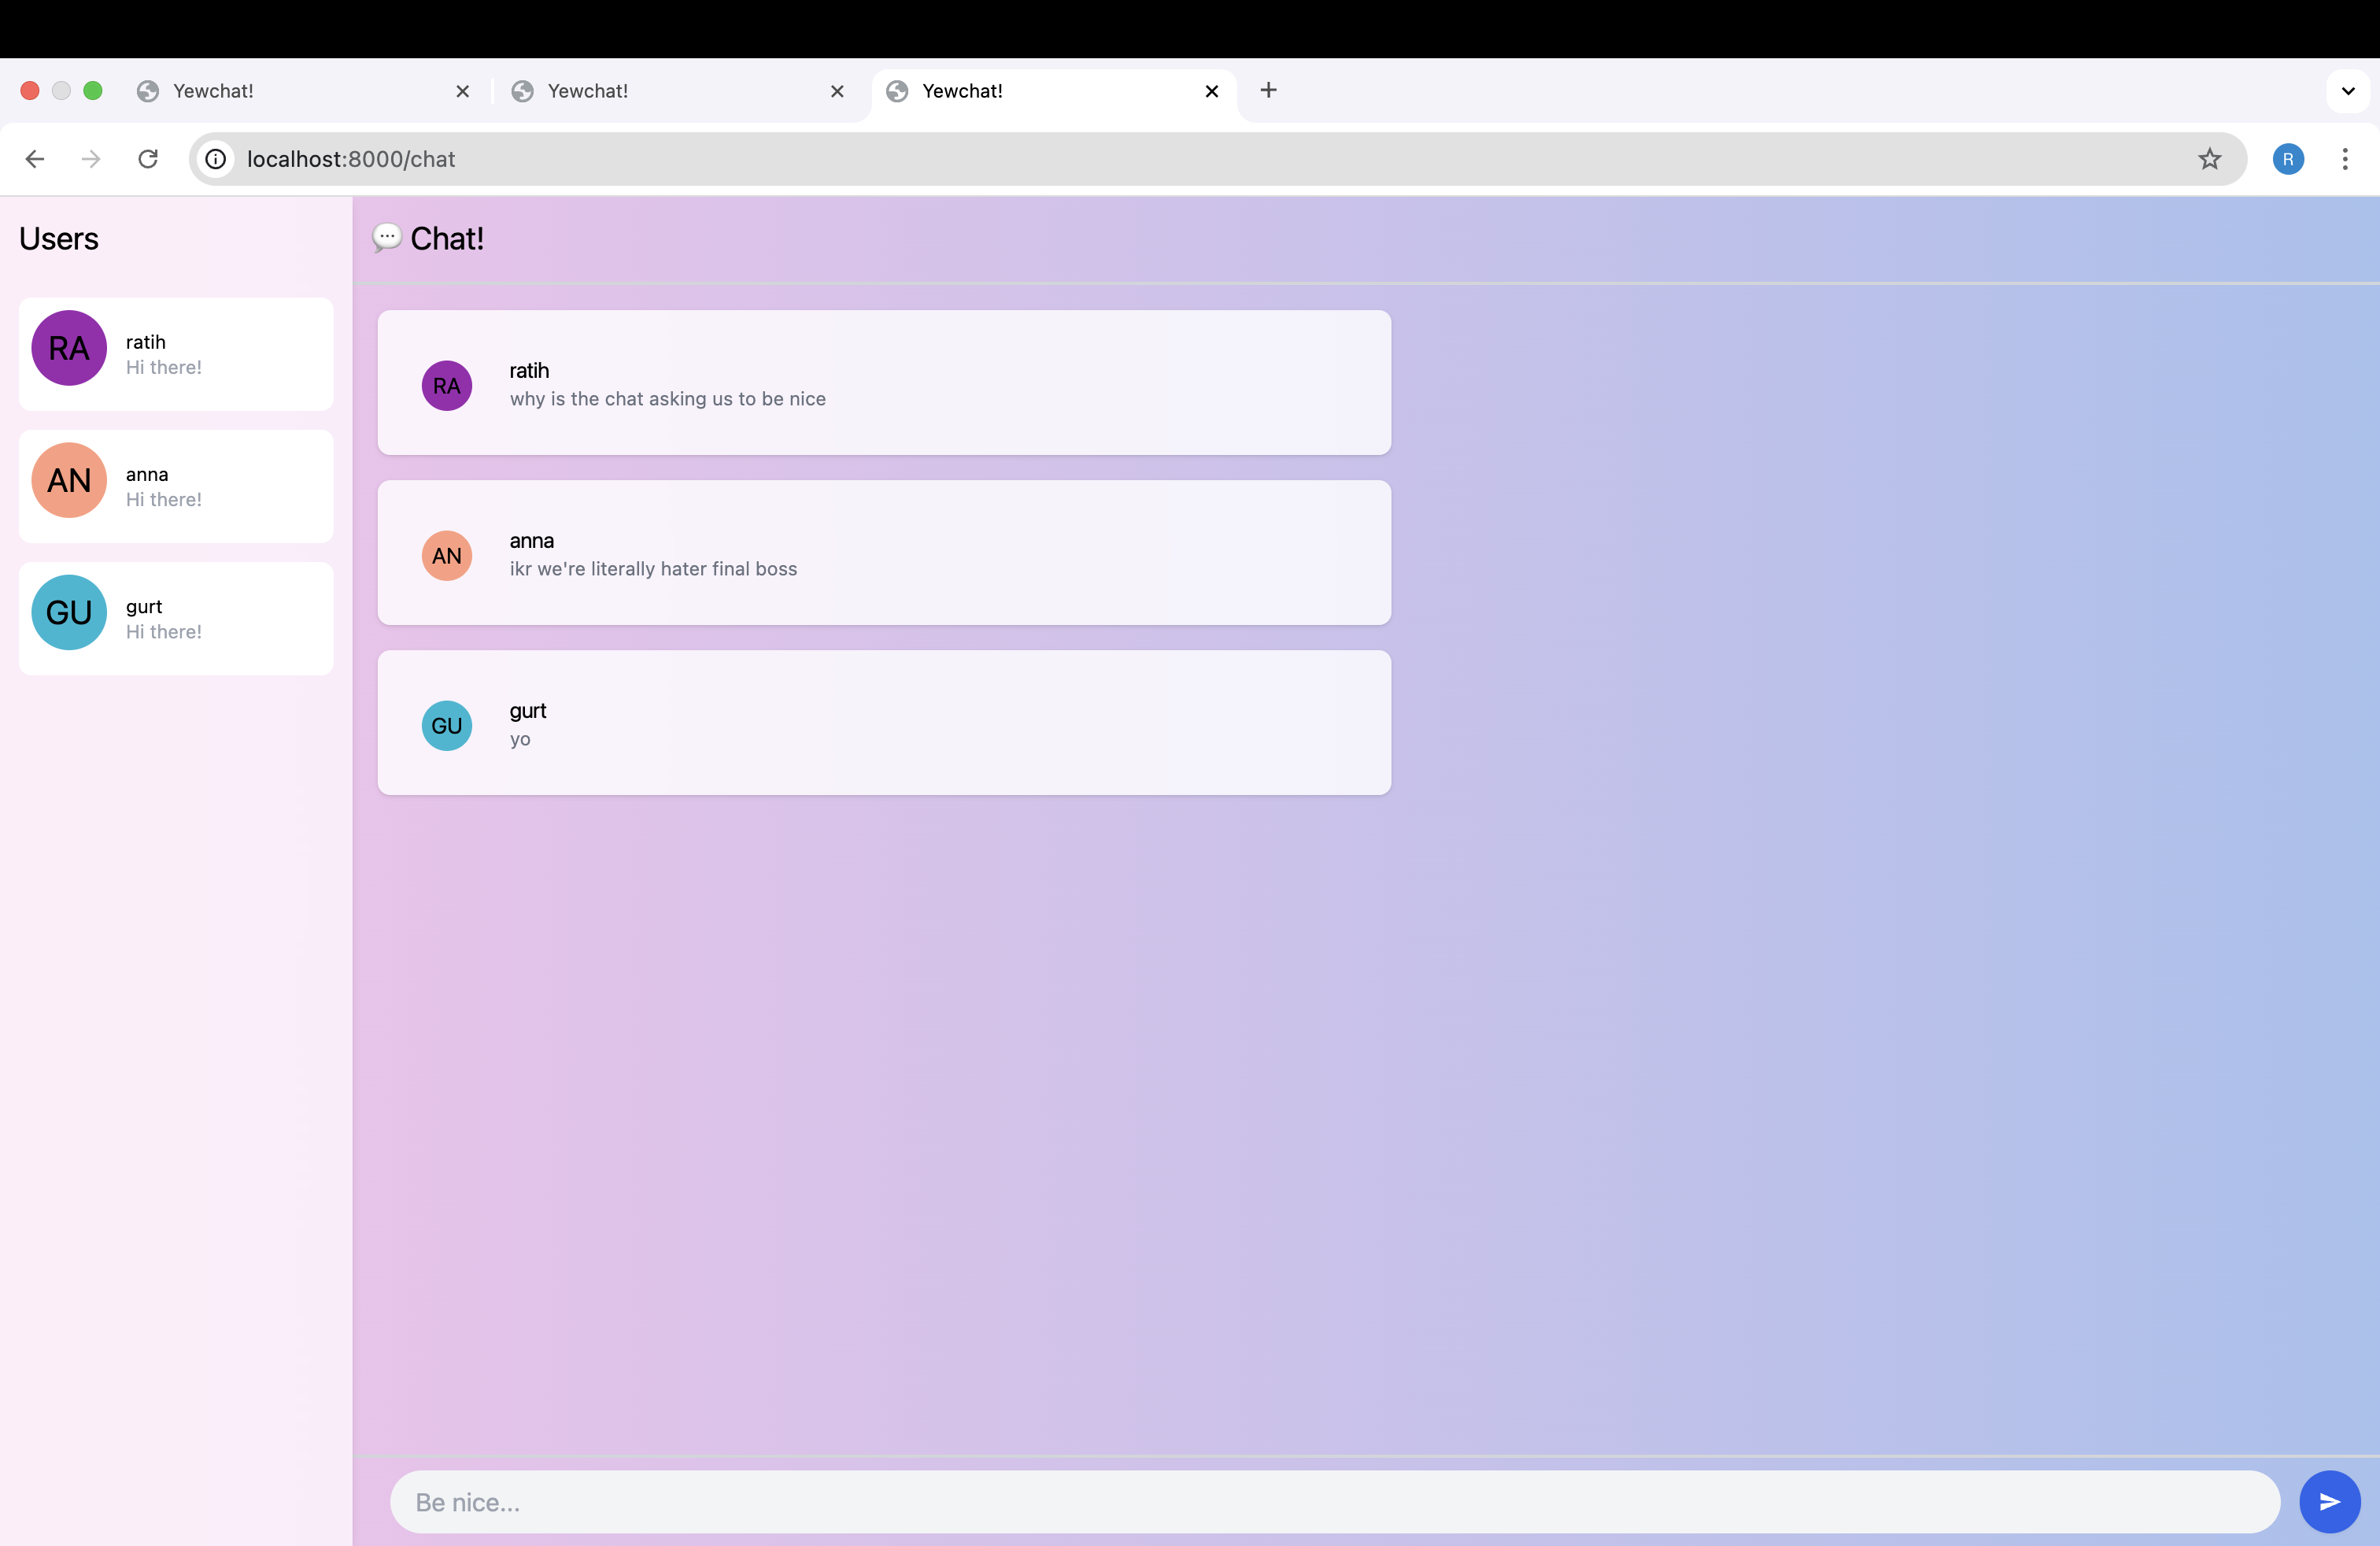 Yewchat!
Yewchat!
Yewchat!
localhost:8000/chat
R
Users
RA
ratih
Hi there!
AN
anna
Hi there!
GU
gurt
Hi there!
💬 Chat!
RA
ratih
why is the chat asking us to be nice
AN
anna
ikr we're literally hater final boss
GU
gurt
yo
Be nice...